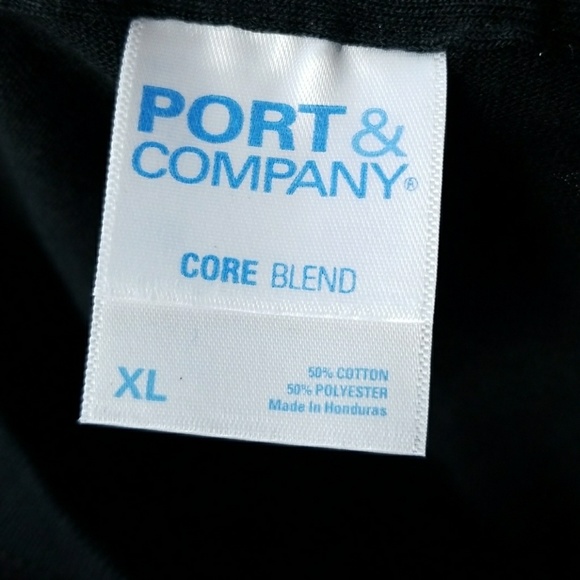 PORT &
COMPANY®
CORE BLEND
XL
50% COTTON
50% POLYESTER
Made In Honduras